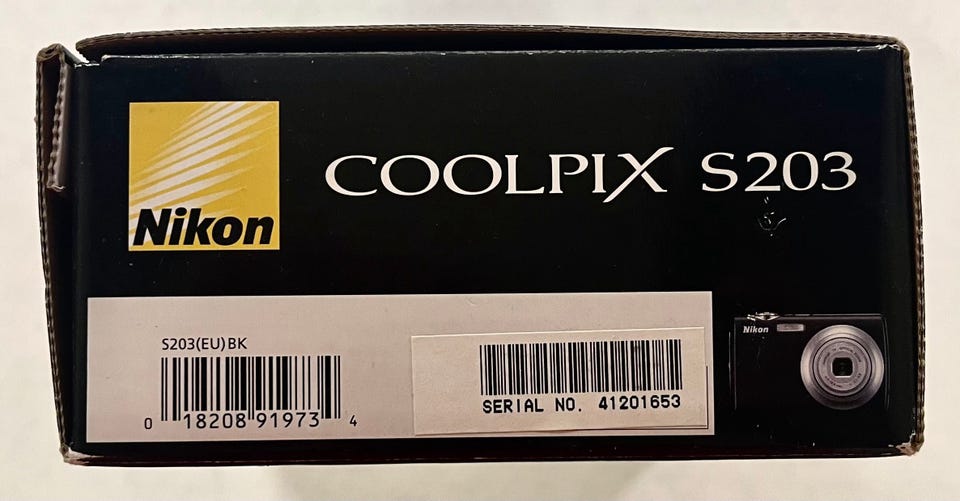 Nikon
COOLPIX S203
S203(EU)BK
0 18208 91973 4
SERIAL NO. 41201653
Nikon